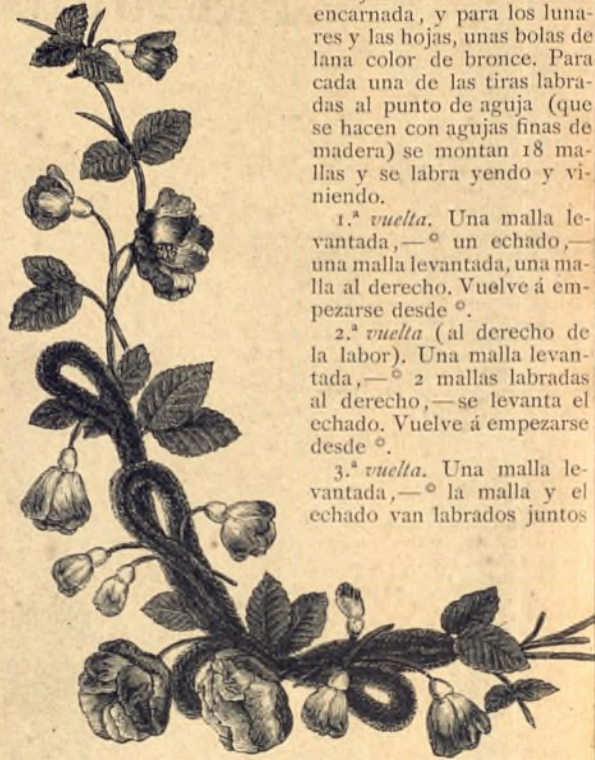 encarnada, y para los luna-
res y las hojas, unas bolas de
lana color de bronce. Para
cada una de las tiras labra-
das al punto de aguja (que
se hacen con agujas finas de
madera) se montan 18 ma-
llas y se labra yendo y vi-
niendo.
1.ª vuelta. Una malla le-
vantada,—° un echado,—
una malla levantada, una ma-
lla al derecho. Vuelve á em-
pezarse desde °.
2.ª vuelta (al derecho de
la labor). Una malla levan-
tada,—° 2 mallas labradas
al derecho,—se levanta el
echado. Vuelve á empezarse
desde °.
3.ª vuelta. Una malla le-
vantada,—° la malla y el
echado van labrados juntos